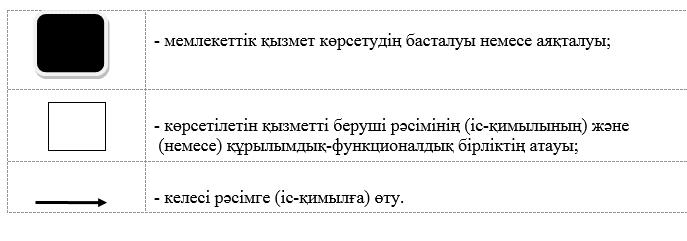 - мемлекеттік қызмет көрсетудің басталуы немесе аяқталуы;
- көрсетілетін қызметті беруші рәсімінің (іс-қимылының) және
(немесе) құрылымдық-функционалдық бірліктің атауы;
- келесі рәсімге (іс-қимылға) өту.